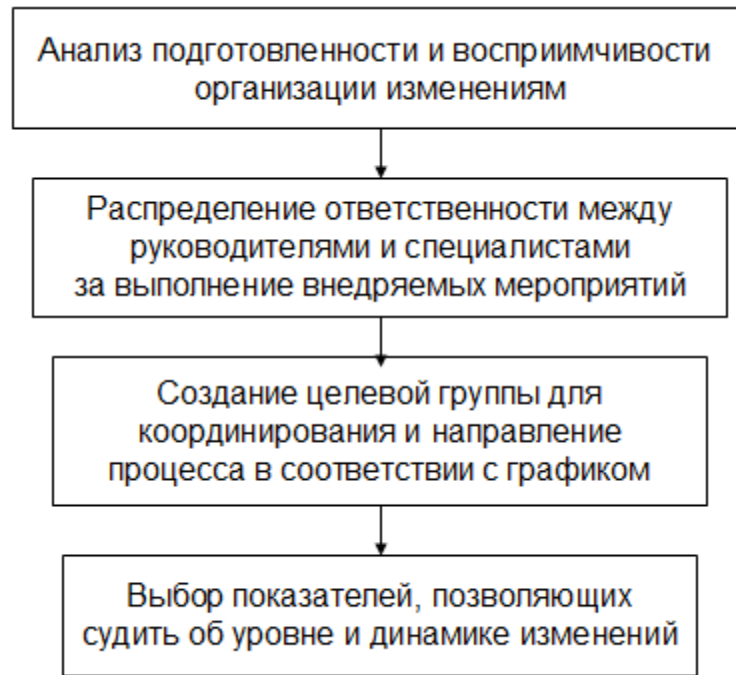 Анализ подготовленности и восприимчивости
организации изменениям
Распределение ответственности между
руководителями и специалистами
за выполнение внедряемых мероприятий
Создание целевой группы для
координирования и направление
процесса в соответствии с графиком
Выбор показателей, позволяющих
судить об уровне и динамике изменений